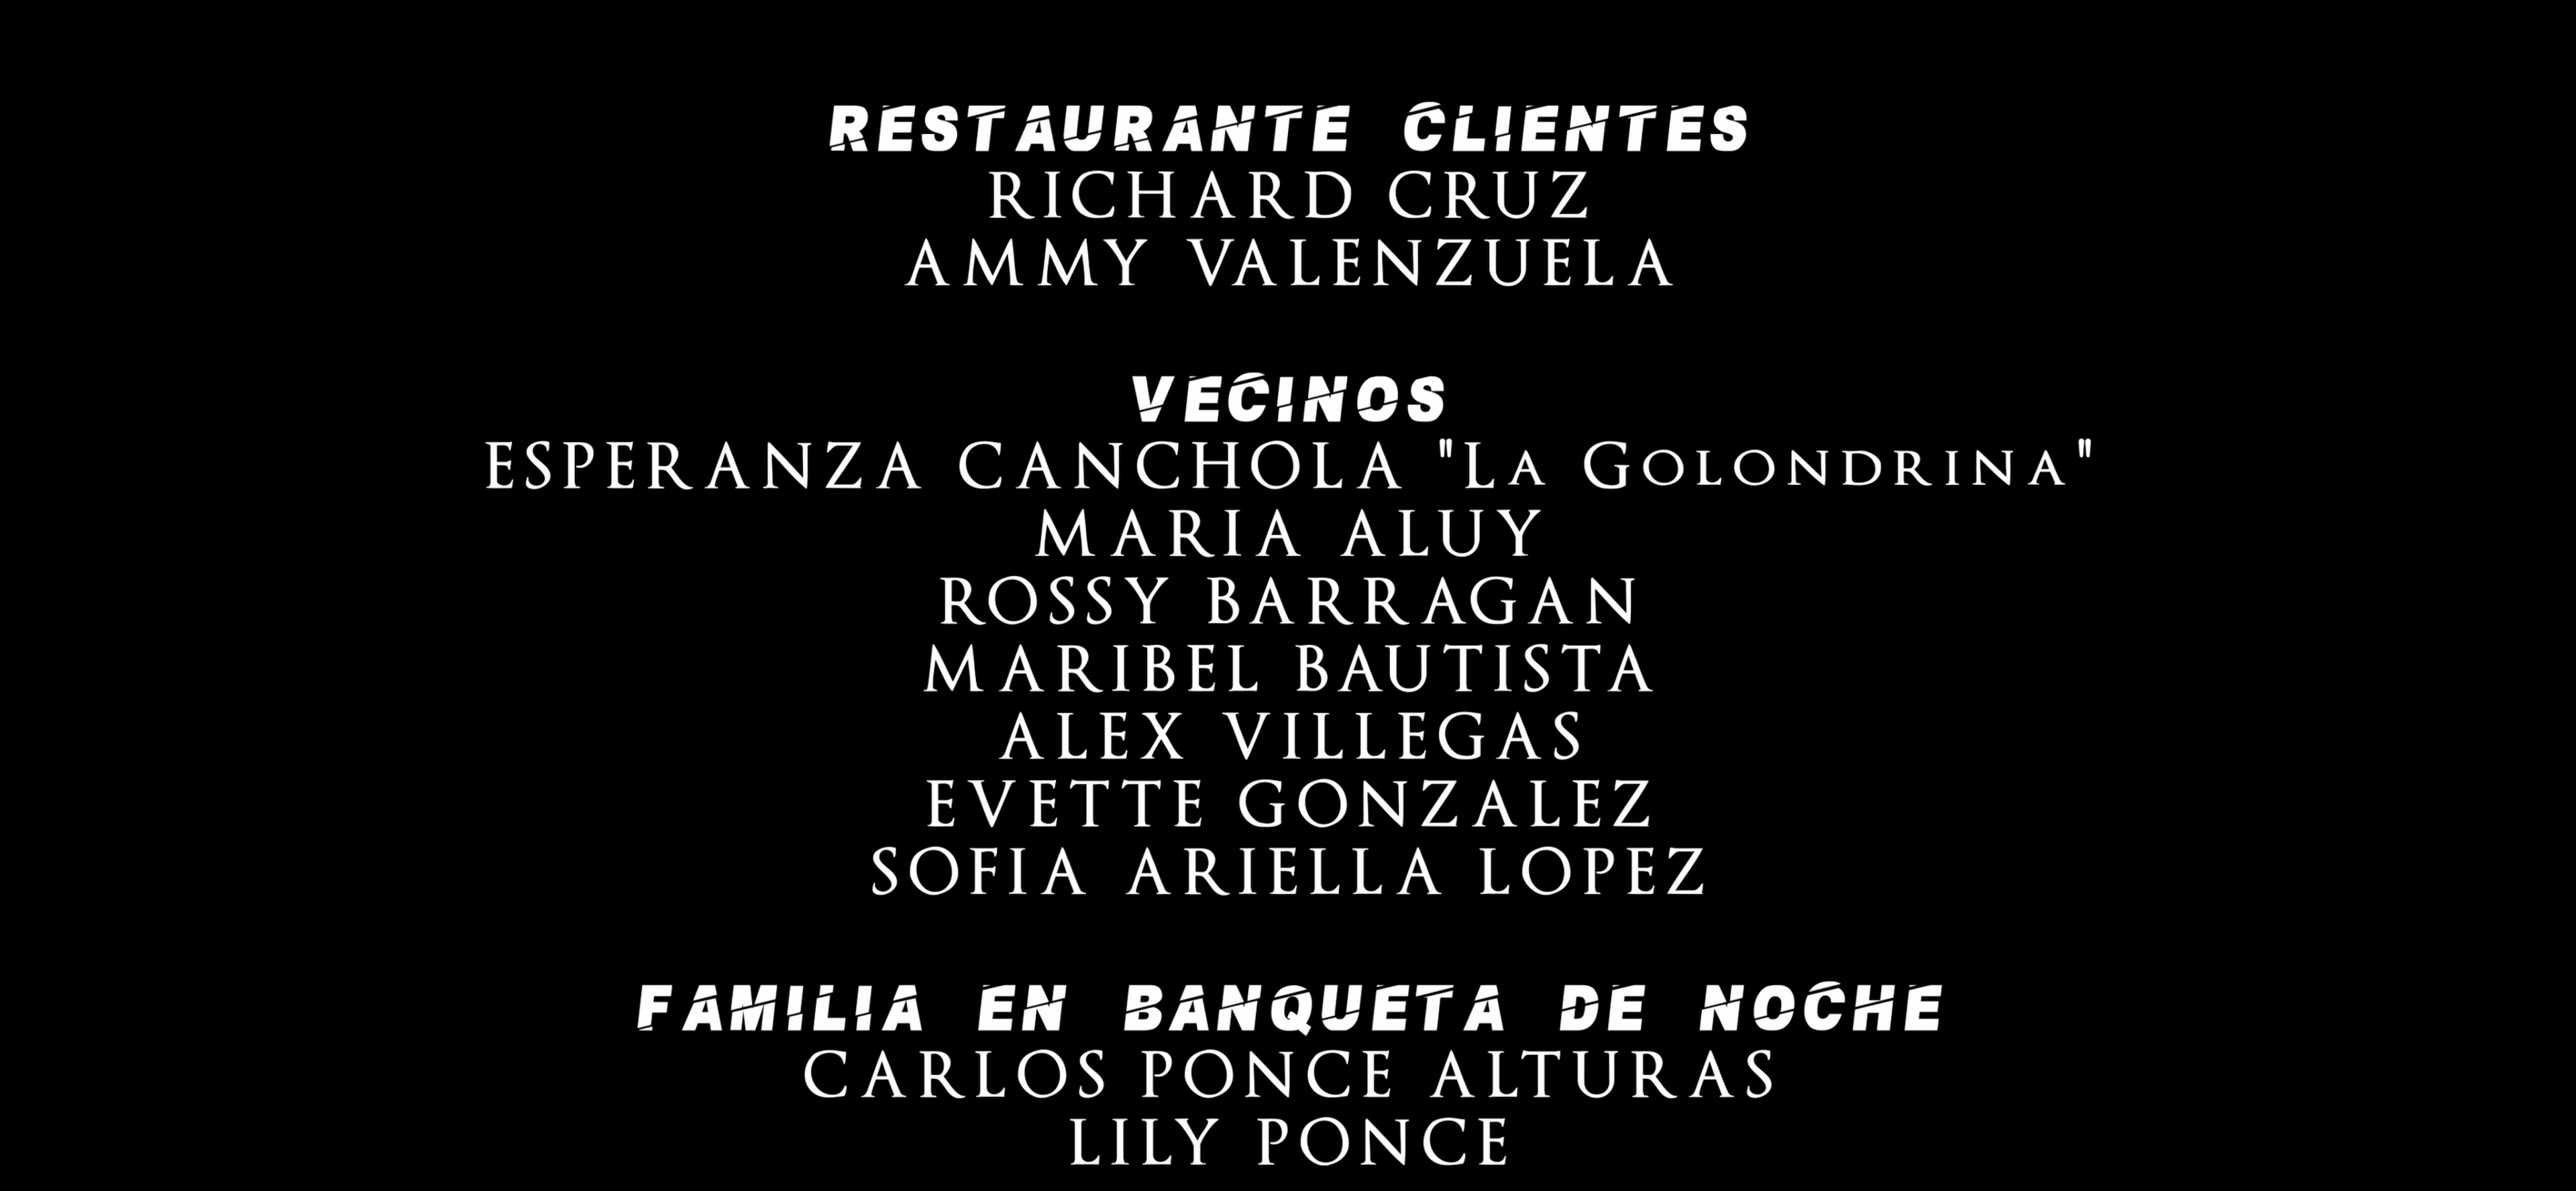 RESTAURANTE CLIENTES
RICHARD CRUZ
AMMY VALENZUELA
VECINOS
ESPERANZA CANCHOLA "La Golondrina"
MARIA ALUY
ROSSY BARRAGAN
MARIBEL BAUTISTA
ALEX VILLEGAS
EVETTE GONZALEZ
SOFIA ARIELLA LOPEZ
FAMILIA EN BANQUETA DE NOCHE
CARLOS PONCE ALTURAS
LILY PONCE